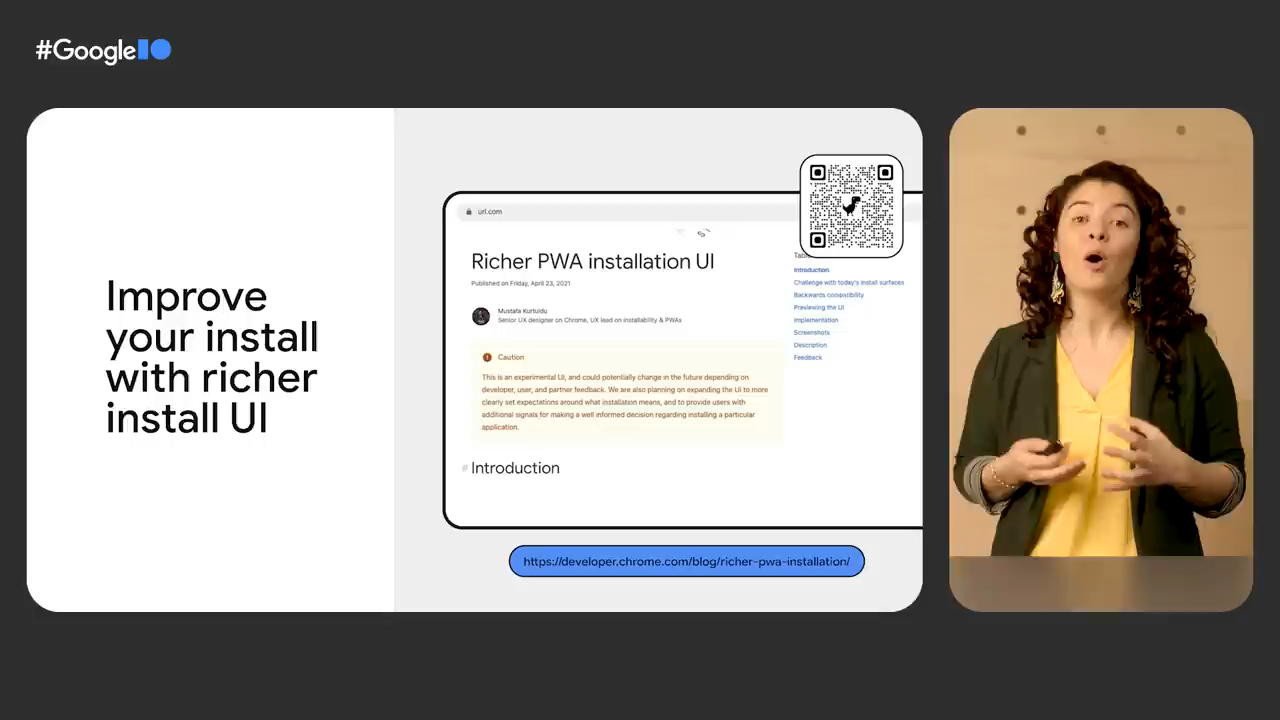 #Google IO
Improve
your install
with richer
install UI
url.com
Richer PWA installation UI
Published on Friday, April 23, 2021
Mustafa Kurtuldu
Senior UX designer on Chrome, UX lead on installability & PWAs
Caution
This is an experimental UI, and could potentially change in the future depending on
developer, user, and partner feedback. We are also planning on expanding the UI to more
clearly set expectations around what installation means, and to provide users with
additional signals for making a well informed decision regarding installing a particular
application.
# Introduction
Introduction
Challenge with today's install surfaces
Backwards compatibility
Previewing the UI
Implementation
Screenshots
Description
Feedback
https://developer.chrome.com/blog/richer-pwa-installation/